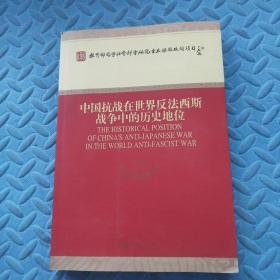 教育部哲学社会科学研究重大课题攻关项目
中国抗战在世界反法西斯
战争中的历史地位
THE HISTORICAL POSITION
OF CHINA'S ANTI-JAPANESE WAR
IN THE WORLD ANTI-FASCIST WAR